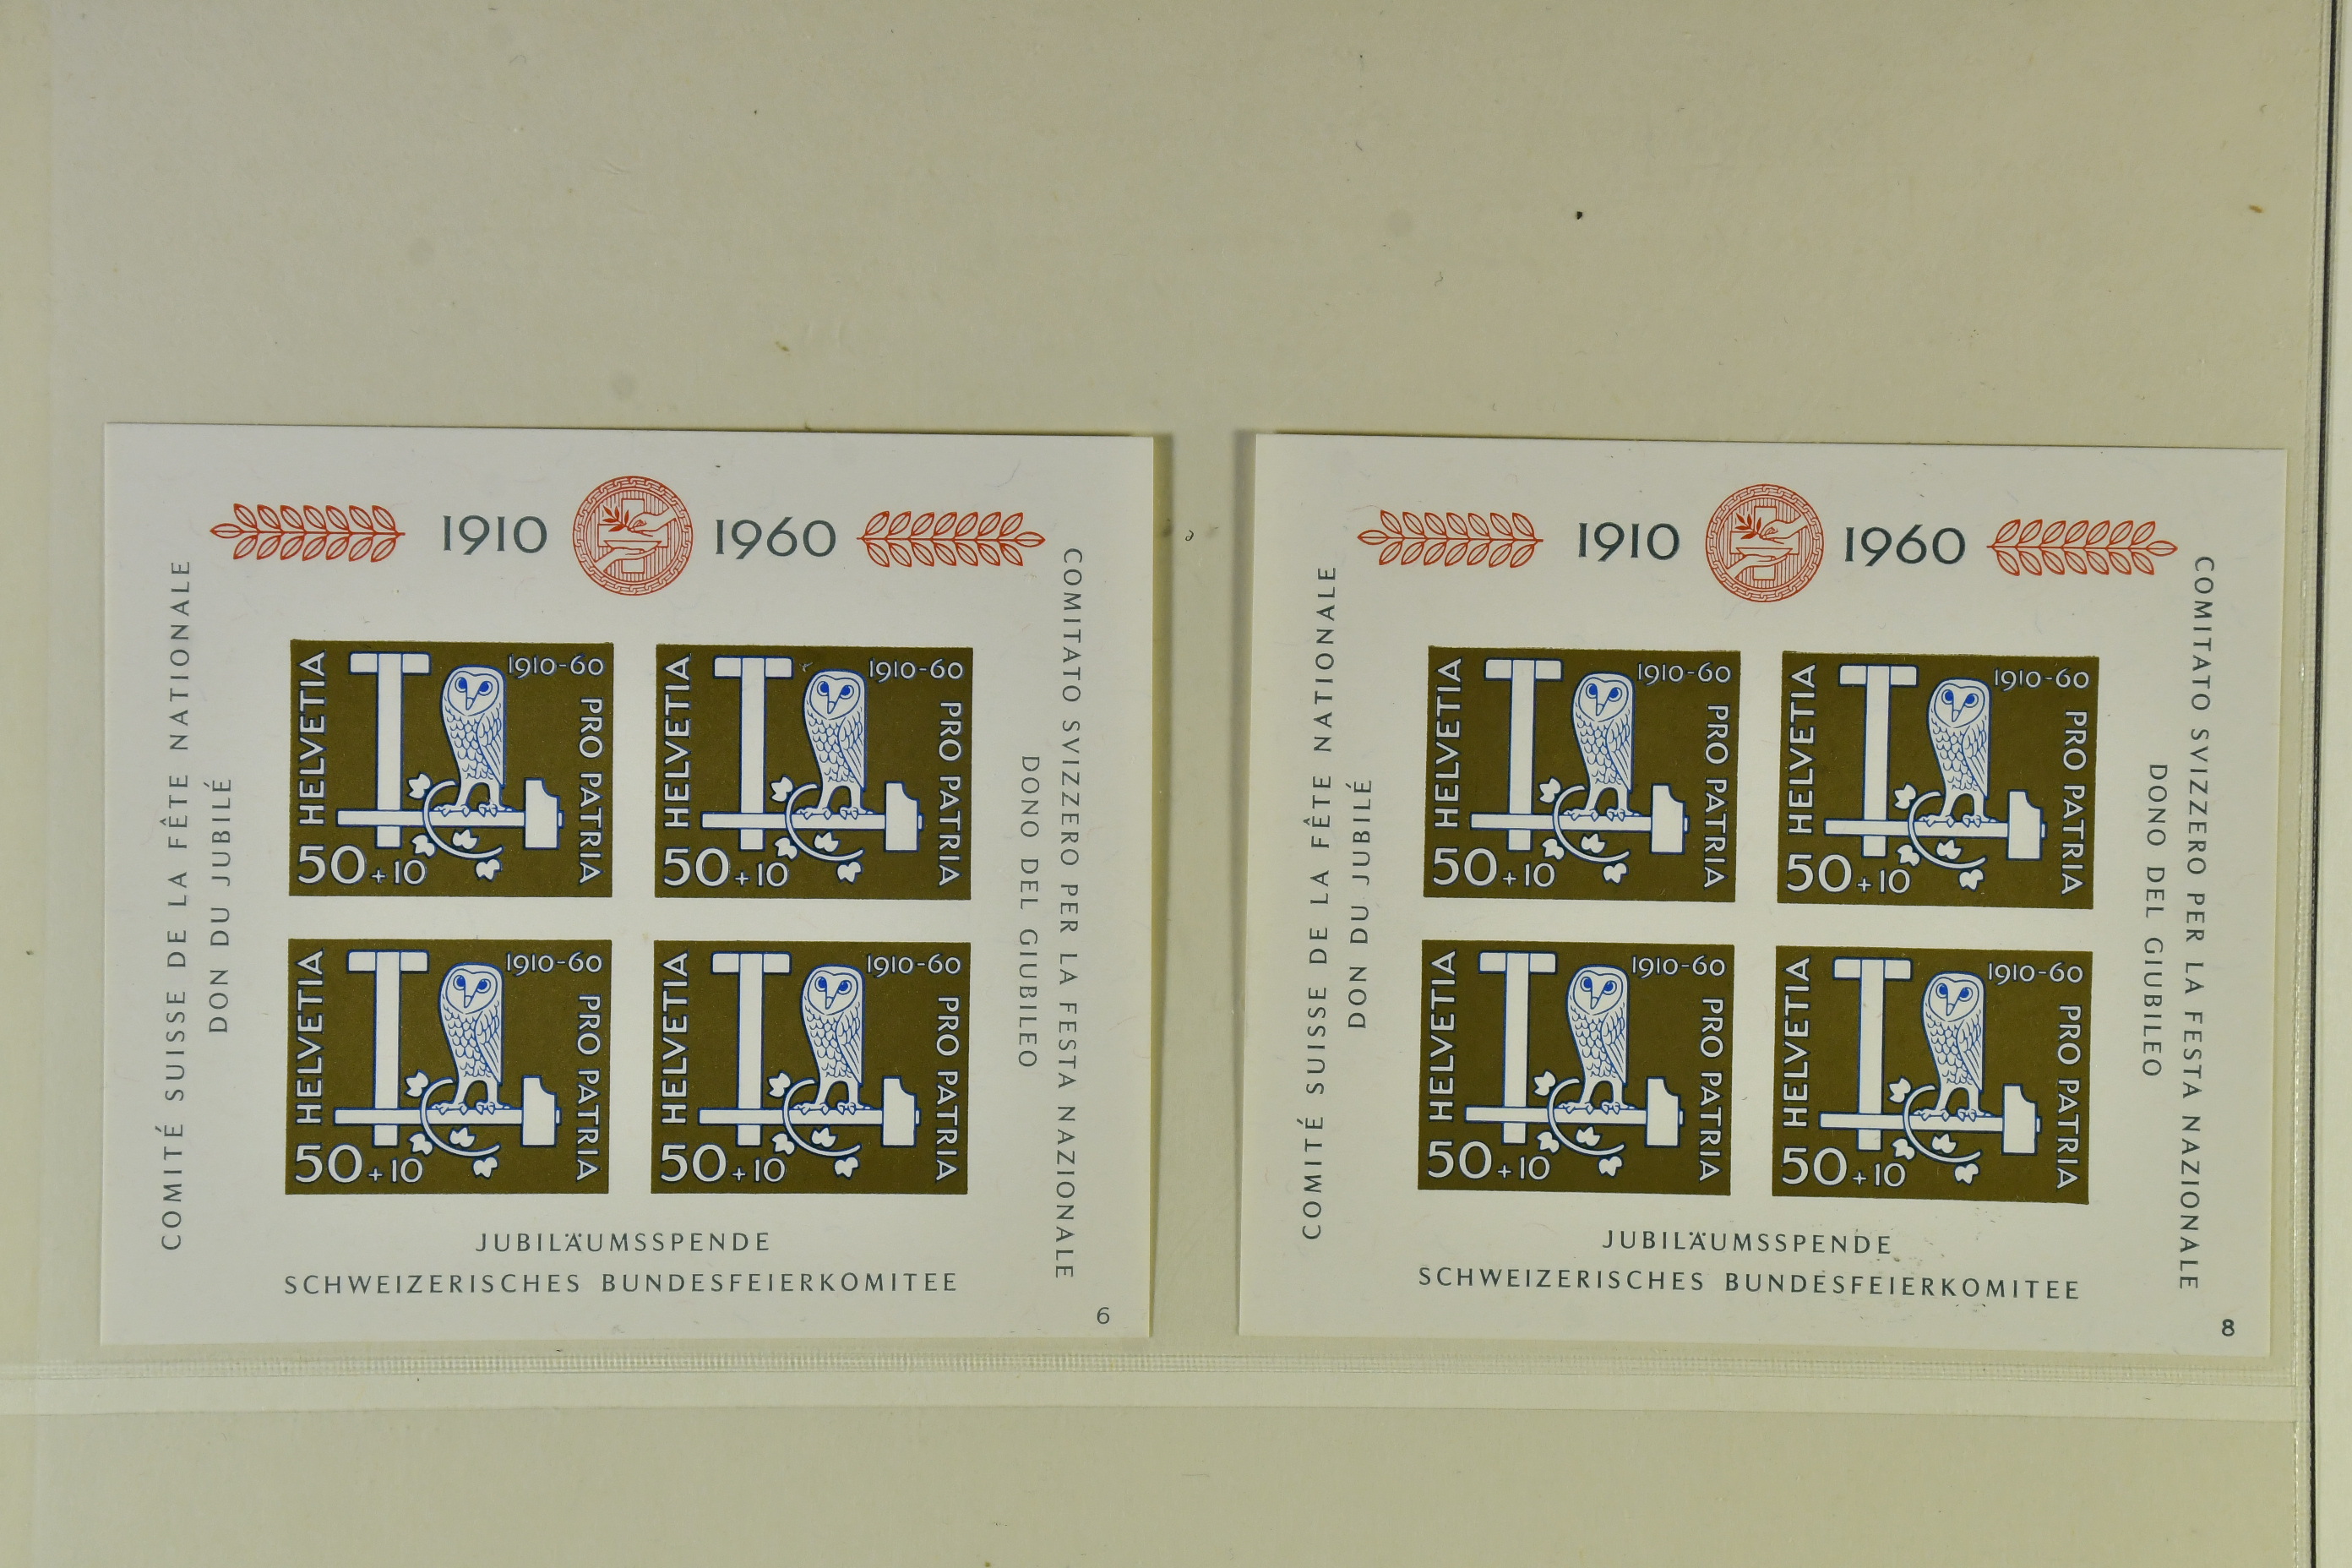 1910 1960
COMITÉ SUISSE DE LA FÊTE NATIONALE
DON DU JUBILÉ
HELVETIA
1910-60
PRO PATRIA
50+10
HELVETIA
1910-60
PRO PATRIA
50+10
HELVETIA
1910-60
PRO PATRIA
50+10
HELVETIA
1910-60
PRO PATRIA
50+10
COMITATO SVIZZERO PER LA FESTA NAZIONALE
DONO DEL GIUBILEO
JUBILÄUMSSPENDE
SCHWEIZERISCHES BUNDESFEIERKOMITEE
6
1910 1960
COMITÉ SUISSE DE LA FÊTE NATIONALE
DON DU JUBILÉ
HELVETIA
1910-60
PRO PATRIA
50+10
HELVETIA
1910-60
PRO PATRIA
50+10
HELVETIA
1910-60
PRO PATRIA
50+10
HELVETIA
1910-60
PRO PATRIA
50+10
COMITATO SVIZZERO PER LA FESTA NAZIONALE
DONO DEL GIUBILEO
JUBILÄUMSSPENDE
SCHWEIZERISCHES BUNDESFEIERKOMITEE
8